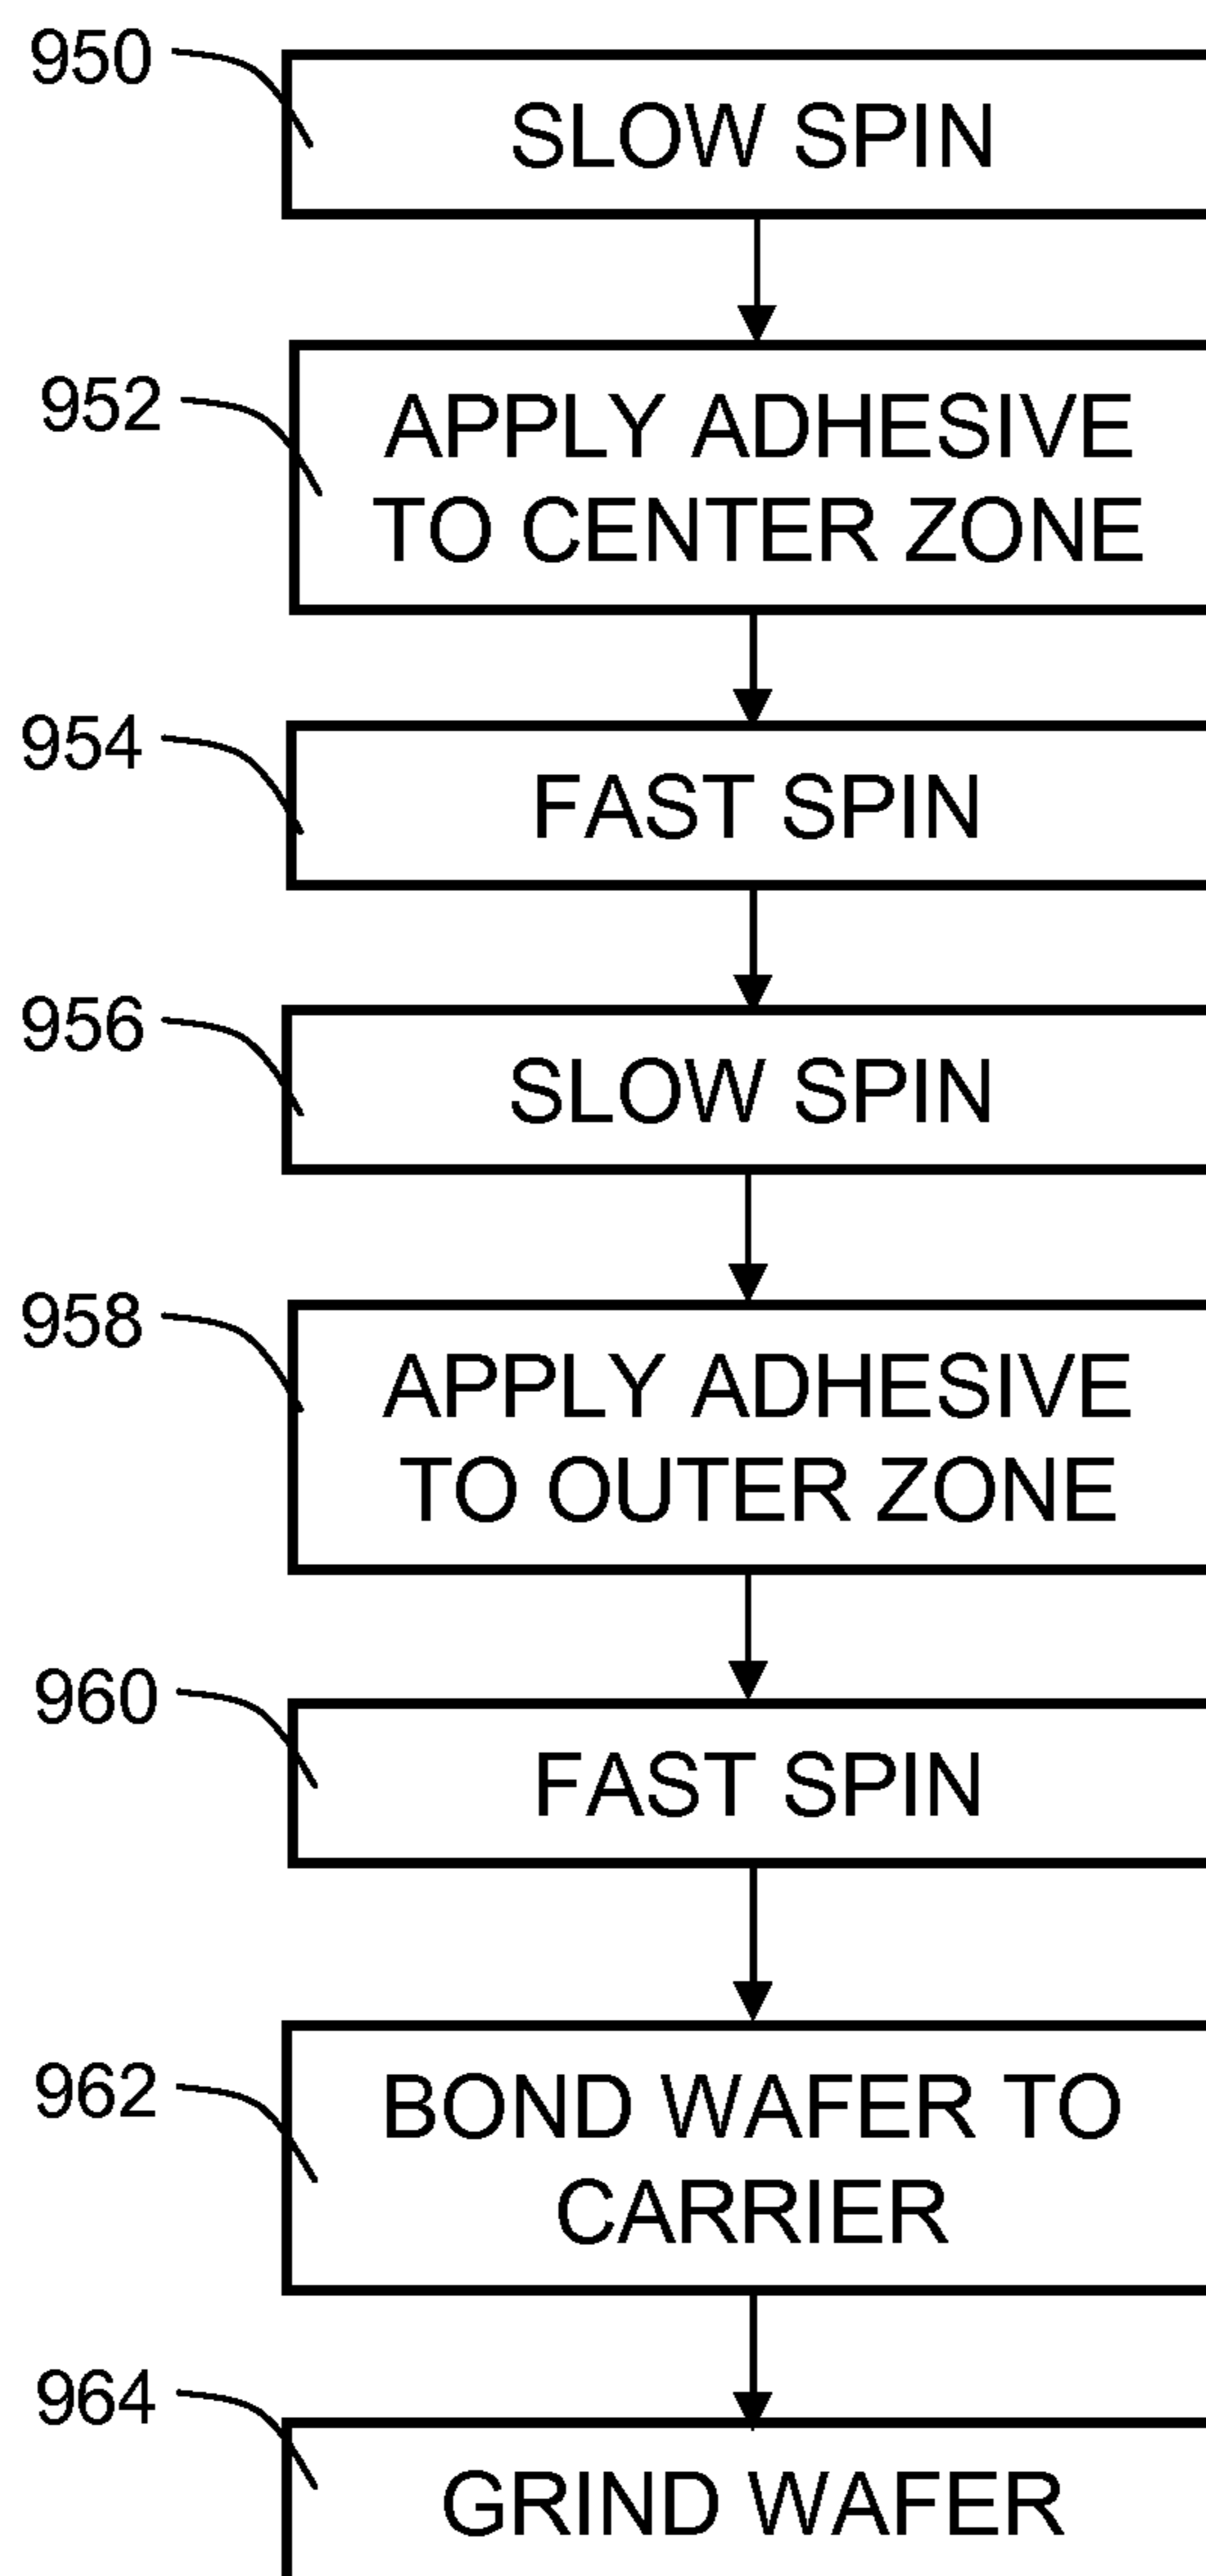 950
SLOW SPIN
952
APPLY ADHESIVE
TO CENTER ZONE
954
FAST SPIN
956
SLOW SPIN
958
APPLY ADHESIVE
TO OUTER ZONE
960
FAST SPIN
962
BOND WAFER TO
CARRIER
964
GRIND WAFER